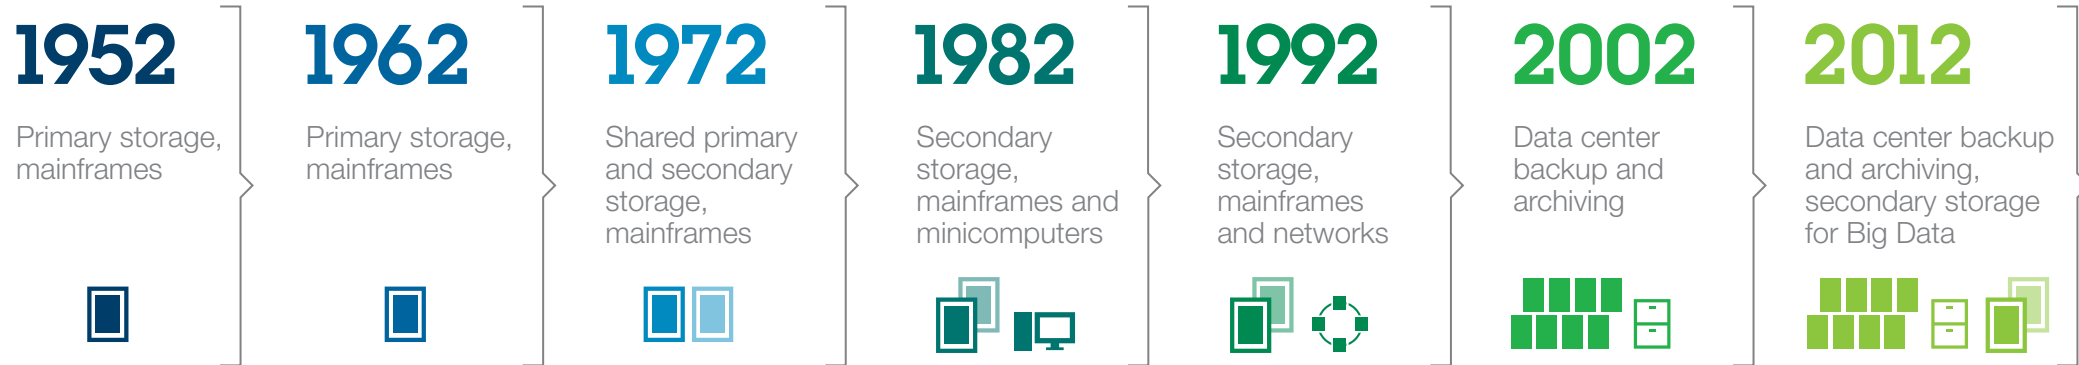 1952
Primary storage,
mainframes
1962
Primary storage,
mainframes
1972
Shared primary
and secondary
storage,
mainframes
1982
Secondary
storage,
mainframes and
minicomputers
1992
Secondary
storage,
mainframes
and networks
2002
Data center
backup and
archiving
2012
Data center backup
and archiving,
secondary storage
for Big Data